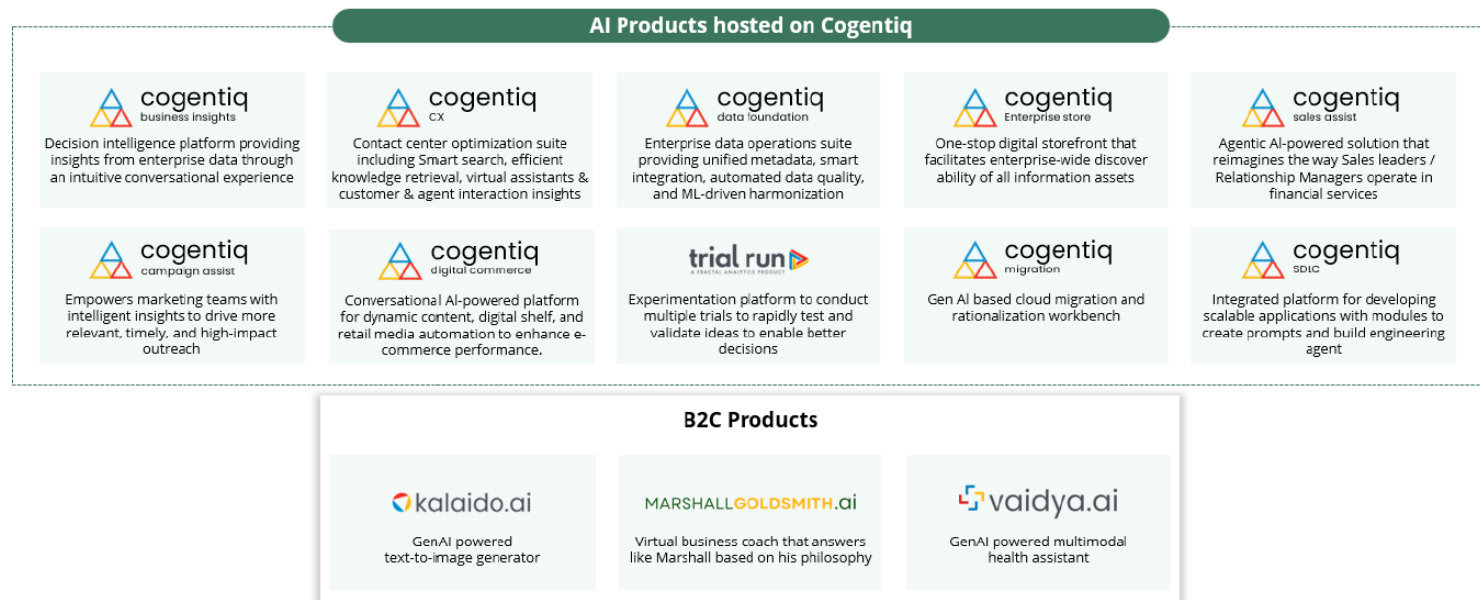 AI Products hosted on Cogentiq
cogentiq
business insights
Decision intelligence platform providing
insights from enterprise data through
an intuitive conversational experience
cogentiq
CX
Contact center optimization suite
including Smart search, efficient
knowledge retrieval, virtual assistants &
customer & agent interaction insights
cogentiq
data foundation
Enterprise data operations suite
providing unified metadata, smart
integration, automated data quality,
and ML-driven harmonization
cogentiq
Enterprise store
One-stop digital storefront that
facilitates enterprise-wide discover
ability of all information assets
cogentiq
sales assist
Agentic AI-powered solution that
reimagines the way Sales leaders /
Relationship Managers operate in
financial services
cogentiq
campaign assist
Empowers marketing teams with
intelligent insights to drive more
relevant, timely, and high-impact
outreach
cogentiq
digital commerce
Conversational AI-powered platform
for dynamic content, digital shelf, and
retail media automation to enhance e-
commerce performance.
trial run
A FRACTAL ANALYTICS PRODUCT
Experimentation platform to conduct
multiple trials to rapidly test and
validate ideas to enable better
decisions
cogentiq
migration
Gen AI based cloud migration and
rationalization workbench
cogentiq
SDLC
Integrated platform for developing
scalable applications with modules to
create prompts and build engineering
agent
B2C Products
kalaido.ai
GenAI powered
text-to-image generator
MARSHALLGOLDSMITH.ai
Virtual business coach that answers
like Marshall based on his philosophy
vaidya.ai
GenAI powered multimodal
health assistant